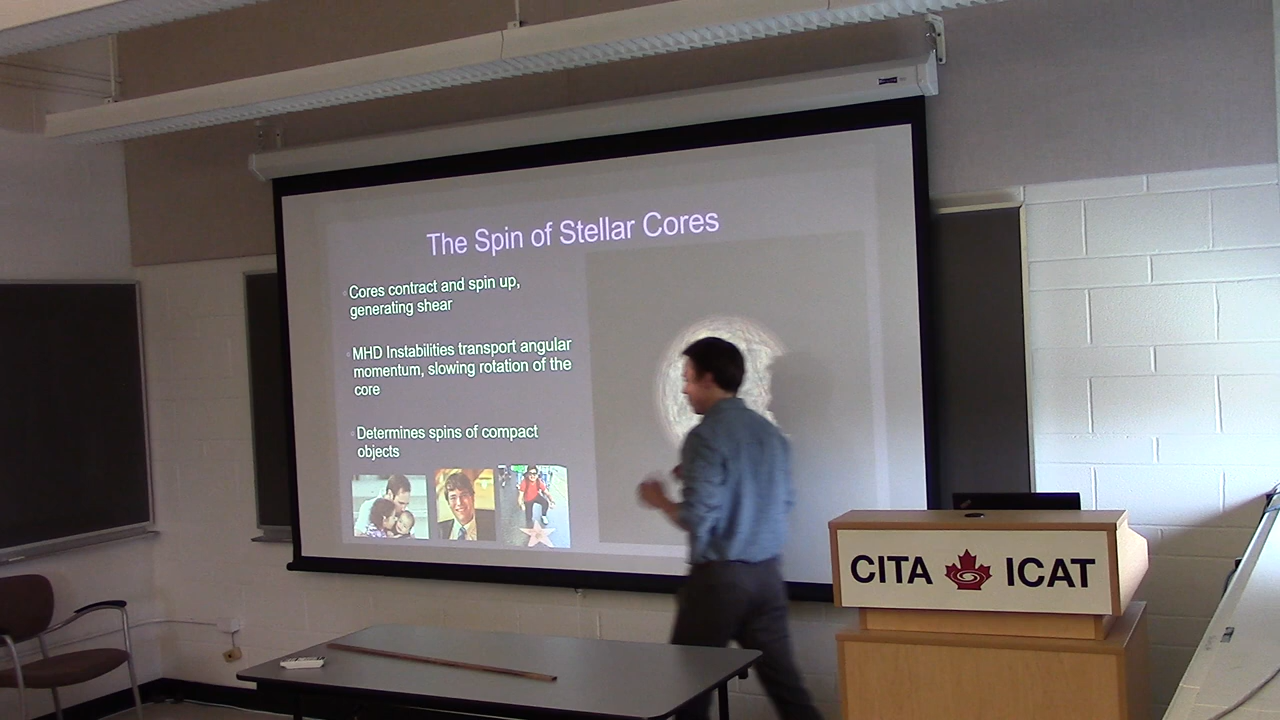 The Spin of Stellar Cores
Cores contract and spin up,
generating shear
MHD Instabilities transport angular
momentum, slowing rotation of the
core
Determines spins of compact
objects
CITA ICAT